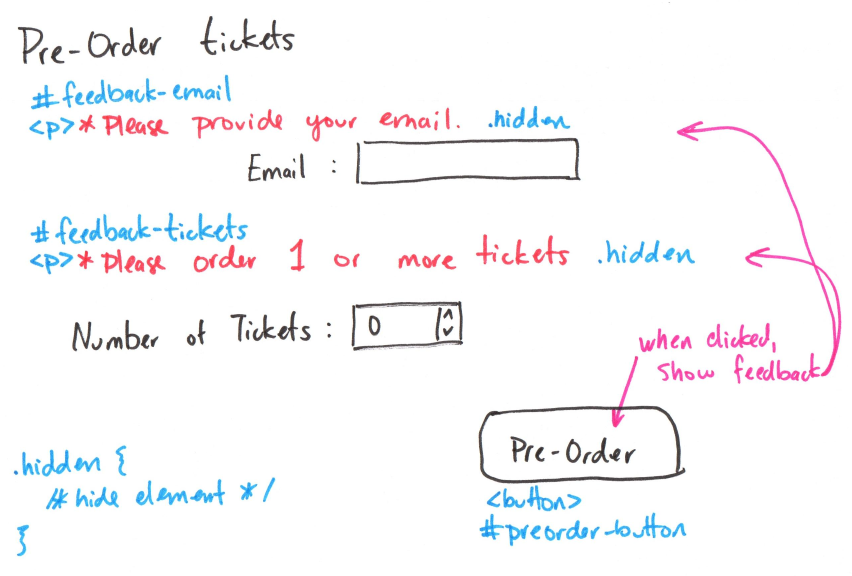 Pre-Order tickets
#feedback-email
<p>* Please provide your email. .hidden
Email :
#feedback-tickets
<p>* Please order 1 or more tickets .hidden
Number of Tickets : 0
when clicked,
show feedback
Pre-Order
<button>
#preorder-button
.hidden {
/* hide element */
}